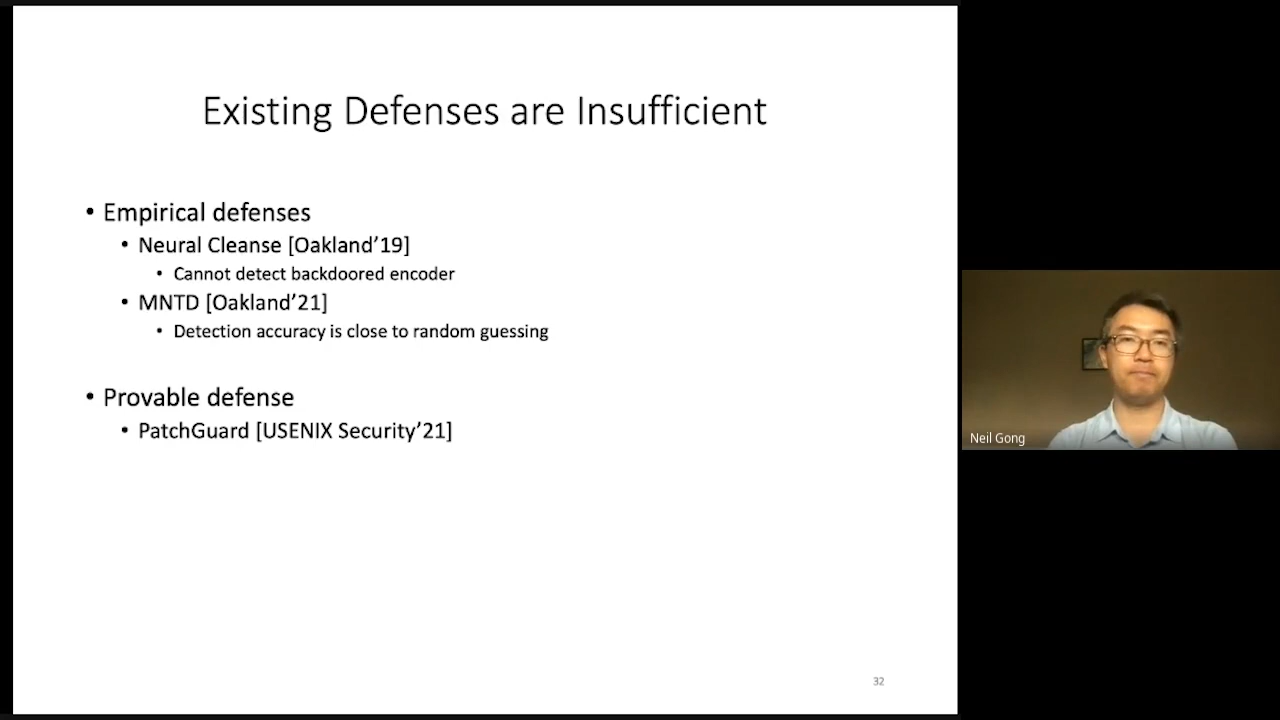 Existing Defenses are Insufficient
• Empirical defenses
• Neural Cleanse [Oakland’19]
• Cannot detect backdoored encoder
• MNTD [Oakland’21]
• Detection accuracy is close to random guessing
• Provable defense
• PatchGuard [USENIX Security’21]
32
Neil Gong